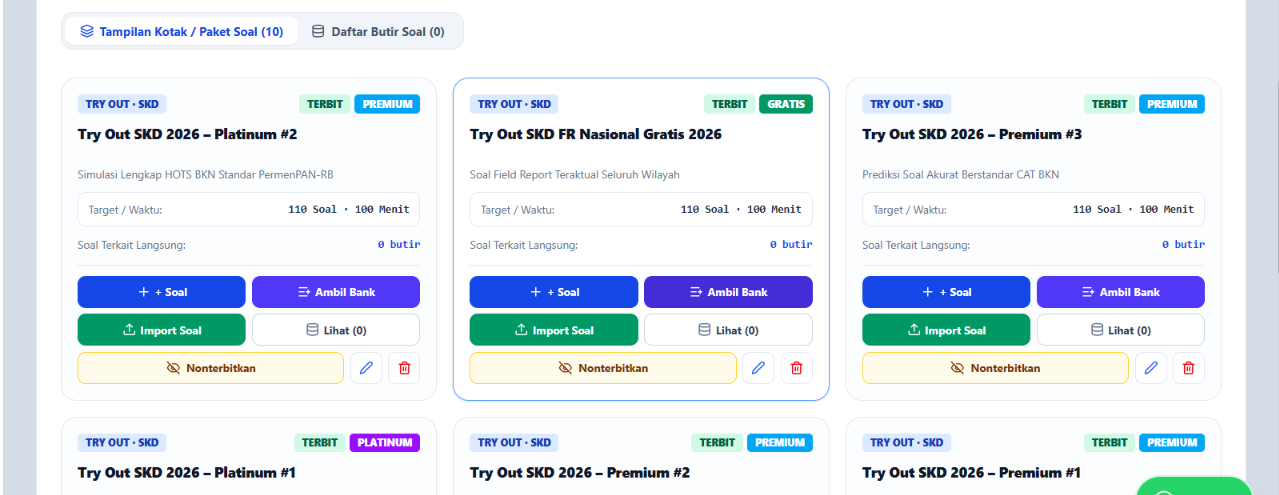 Tampilan Kotak / Paket Soal (10) Daftar Butir Soal (0)
TRY OUT · SKD TERBIT PREMIUM
Try Out SKD 2026 – Platinum #2
Simulasi Lengkap HOTS BKN Standar PermenPAN-RB
Target / Waktu: 110 Soal · 100 Menit
Soal Terkait Langsung: 0 butir
+ + Soal Ambil Bank
Import Soal Lihat (0)
Nonterbitkan
TRY OUT · SKD TERBIT GRATIS
Try Out SKD FR Nasional Gratis 2026
Soal Field Report Teraktual Seluruh Wilayah
Target / Waktu: 110 Soal · 100 Menit
Soal Terkait Langsung: 0 butir
+ + Soal Ambil Bank
Import Soal Lihat (0)
Nonterbitkan
TRY OUT · SKD TERBIT PREMIUM
Try Out SKD 2026 – Premium #3
Prediksi Soal Akurat Berstandar CAT BKN
Target / Waktu: 110 Soal · 100 Menit
Soal Terkait Langsung: 0 butir
+ + Soal Ambil Bank
Import Soal Lihat (0)
Nonterbitkan
TRY OUT · SKD TERBIT PLATINUM
Try Out SKD 2026 – Platinum #1
TRY OUT · SKD TERBIT PREMIUM
Try Out SKD 2026 – Premium #2
TRY OUT · SKD TERBIT PREMIUM
Try Out SKD 2026 – Premium #1